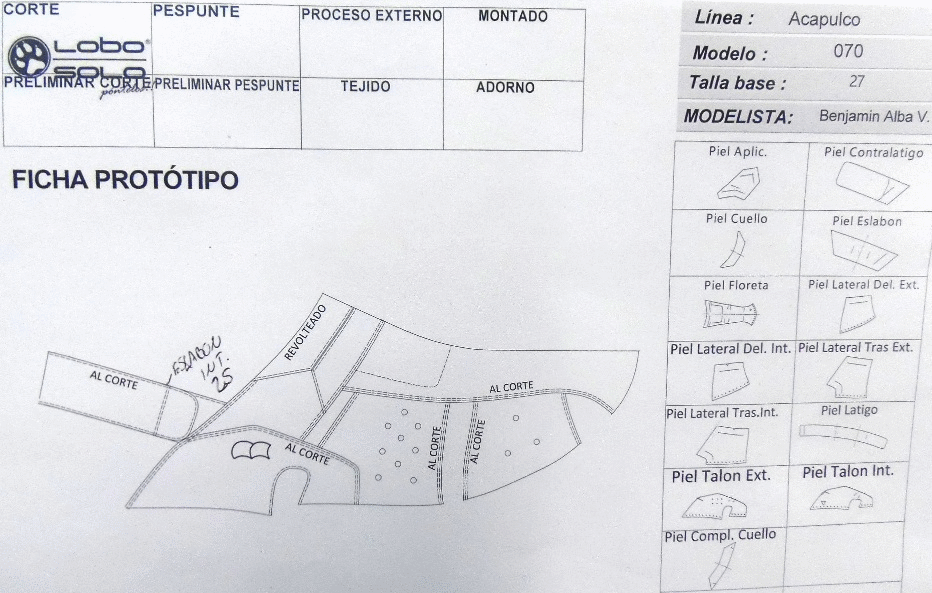 CORTE
PESPUNTE
PROCESO EXTERNO
MONTADO
LOBO
SOLO
póntelos!
PRELIMINAR CORTE
PRELIMINAR PESPUNTE
TEJIDO
ADORNO
Línea : Acapulco
Modelo : 070
Talla base : 27
MODELISTA: Benjamin Alba V.
FICHA PROTÓTIPO
Piel Aplic.
Piel Contralatigo
Piel Cuello
Piel Eslabon
Piel Floreta
Piel Lateral Del. Ext.
Piel Lateral Del. Int.
Piel Lateral Tras Ext.
Piel Lateral Tras.Int.
Piel Latigo
Piel Talon Ext.
Piel Talon Int.
Piel Compl. Cuello
REVOLTEADO
ESLABON
INT.
25
AL CORTE
AL CORTE
AL CORTE
AL CORTE
AL CORTE